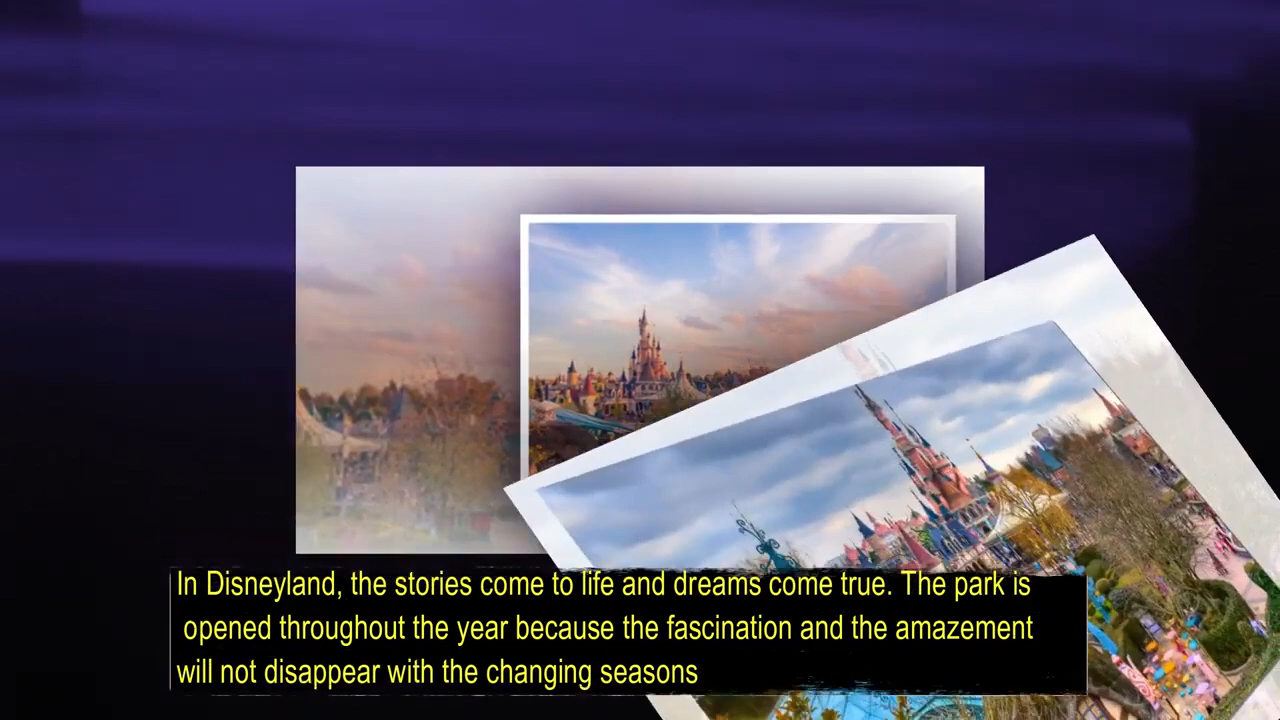 In Disneyland, the stories come to life and dreams come true. The park is
opened throughout the year because the fascination and the amazement
will not disappear with the changing seasons